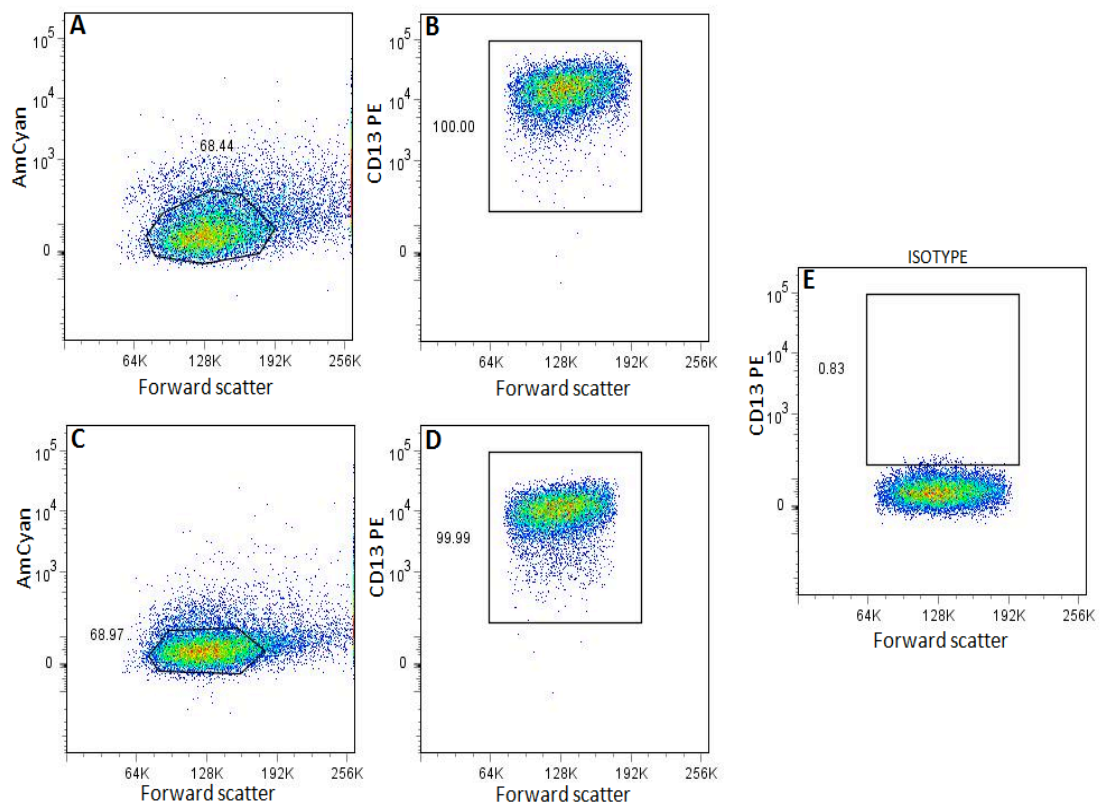 A
AmCyan
10^5
10^4
10^3
0
68.44
64K 128K 192K 256K
Forward scatter
B
CD13 PE
10^5
10^4
10^3
0
100.00
64K 128K 192K 256K
Forward scatter
C
AmCyan
10^5
10^4
10^3
0
68.97
64K 128K 192K 256K
Forward scatter
D
CD13 PE
10^5
10^4
10^3
0
99.99
64K 128K 192K 256K
Forward scatter
ISOTYPE
E
CD13 PE
10^5
10^4
10^3
0
0.83
64K 128K 192K 256K
Forward scatter